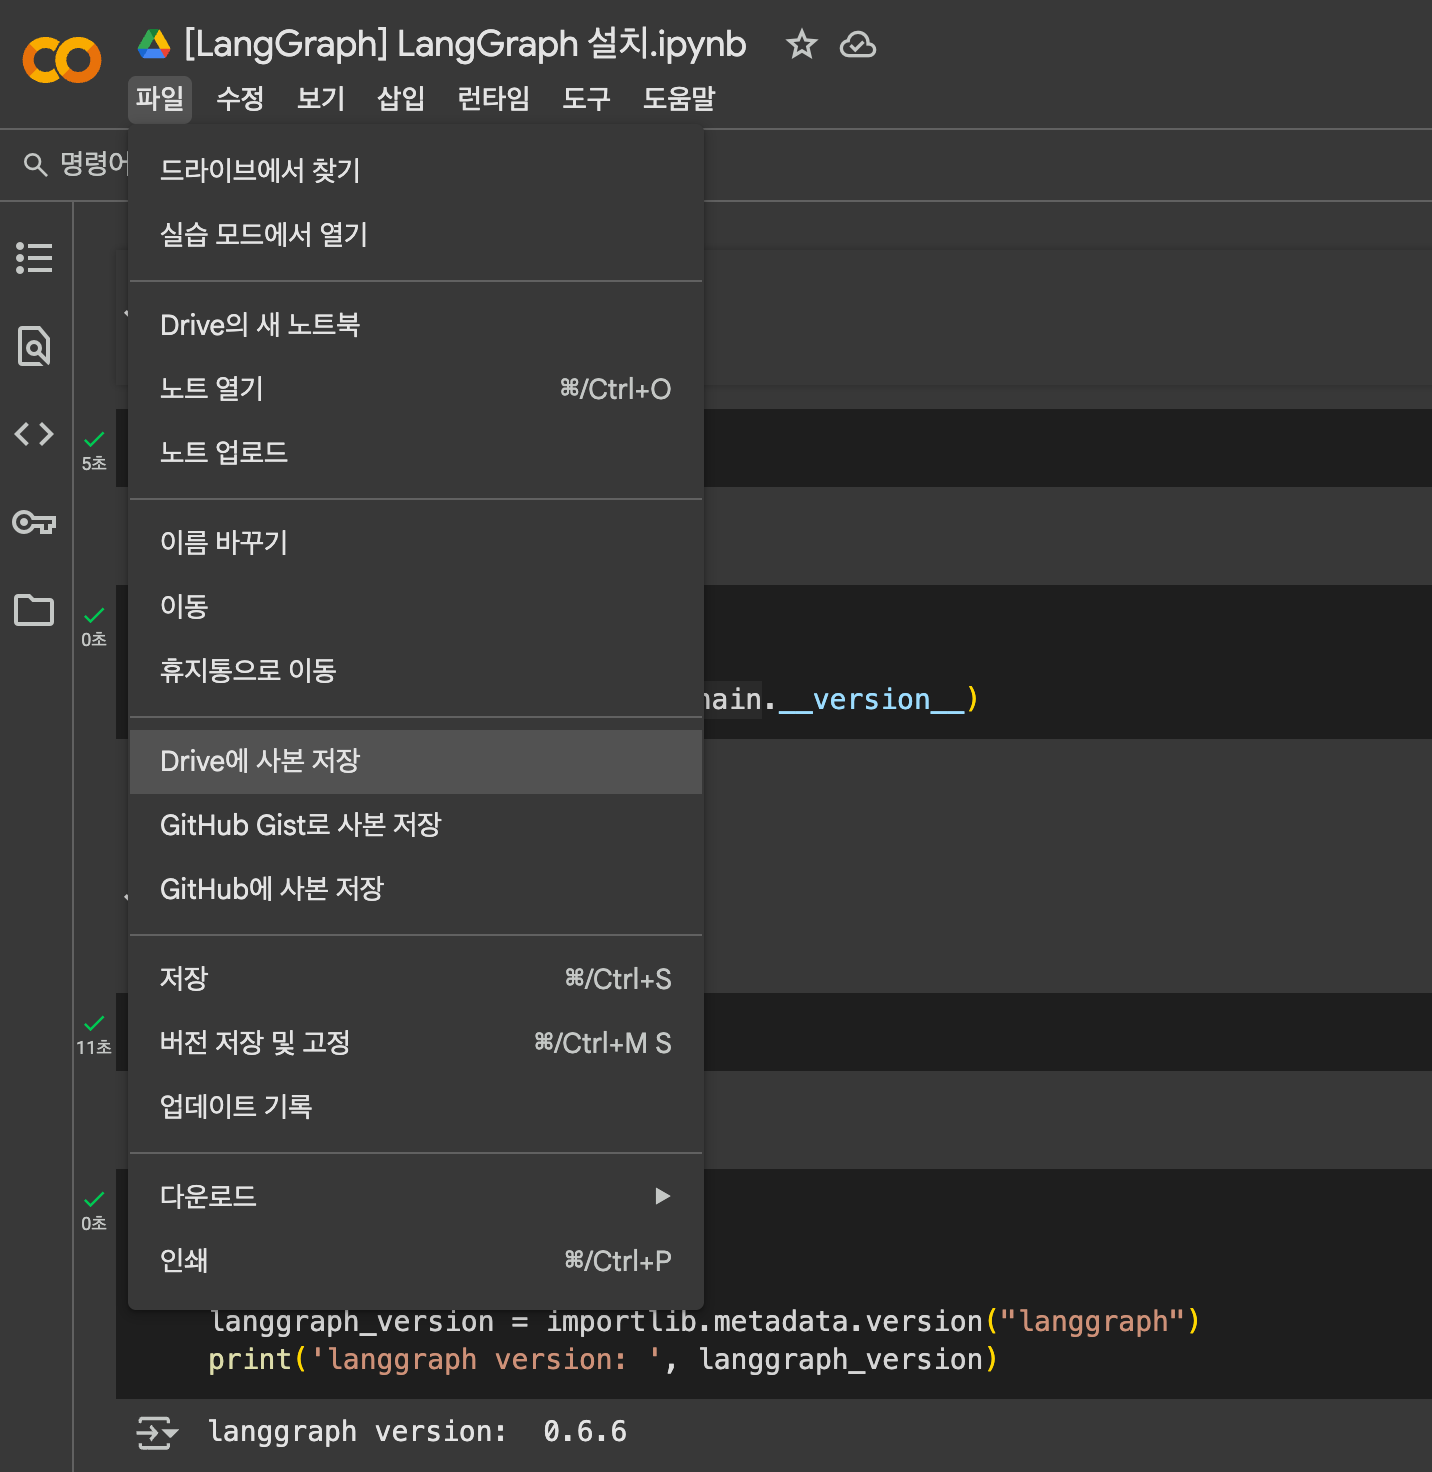 [LangGraph] LangGraph 설치.ipynb
파일 수정 보기 삽입 런타임 도구 도움말
드라이브에서 찾기
실습 모드에서 열기
Drive의 새 노트북
노트 열기 ⌘/Ctrl+O
노트 업로드
5초
이름 바꾸기
이동
0초
휴지통으로 이동
.__version__)
Drive에 사본 저장
GitHub Gist로 사본 저장
GitHub에 사본 저장
저장 ⌘/Ctrl+S
버전 저장 및 고정 ⌘/Ctrl+M S
11초
업데이트 기록
다운로드
0초
인쇄 ⌘/Ctrl+P
langgraph_version = importlib.metadata.version("langgraph")
print('langgraph version: ', langgraph_version)
langgraph version:  0.6.6